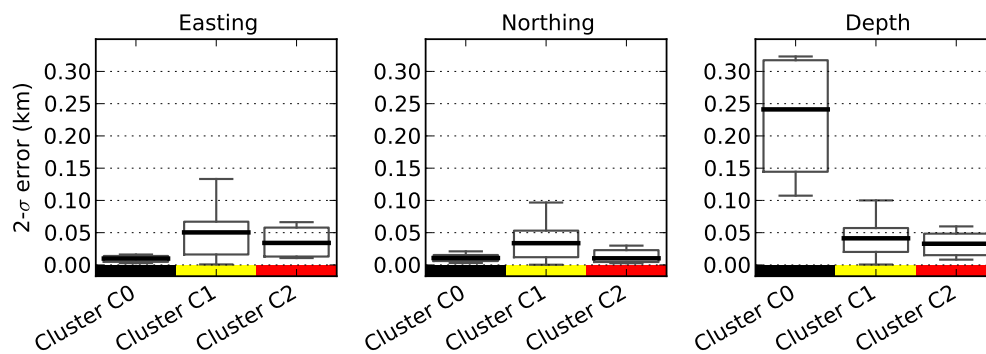 Easting
Northing
Depth
2-σ error (km)
0.30
0.25
0.20
0.15
0.10
0.05
0.00
Cluster C0
Cluster C1
Cluster C2
0.30
0.25
0.20
0.15
0.10
0.05
0.00
Cluster C0
Cluster C1
Cluster C2
0.30
0.25
0.20
0.15
0.10
0.05
0.00
Cluster C0
Cluster C1
Cluster C2